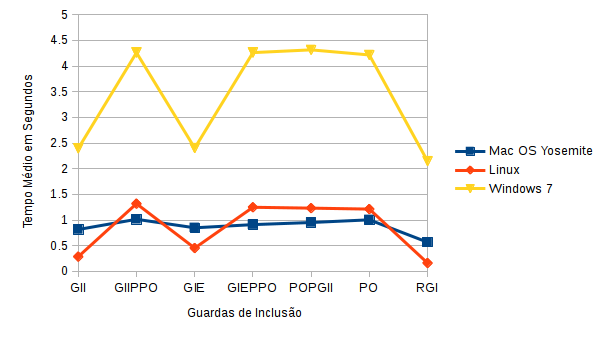 5
4.5
4
3.5
3
2.5
2
1.5
1
0.5
0
Tempo Médio em Segundos
GII GIIPPO GIE GIEPPO POPGII PO RGI
Guardas de Inclusão
Mac OS Yosemite
Linux
Windows 7